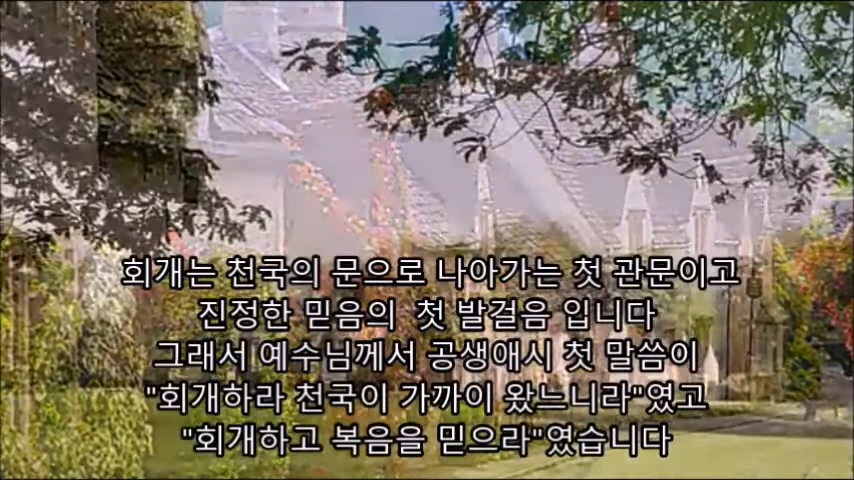 회개는 천국의 문으로 나아가는 첫 관문이고
진정한 믿음의 첫 발걸음 입니다
그래서 예수님께서 공생애시 첫 말씀이
"회개하라 천국이 가까이 왔느니라"였고
"회개하고 복음을 믿으라"였습니다